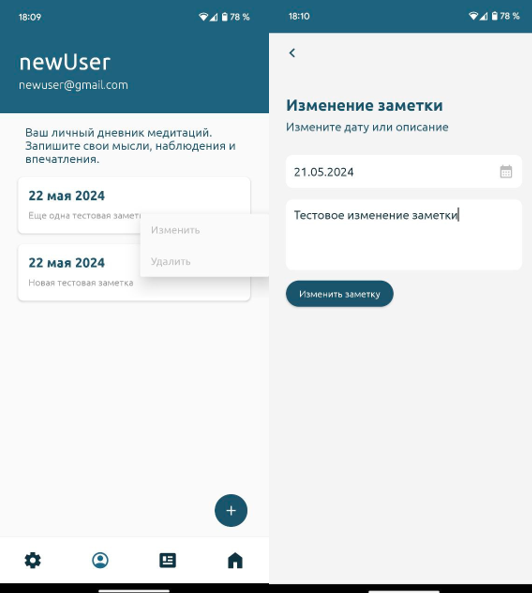 18:09
78 %
newUser
newuser@gmail.com
Ваш личный дневник медитаций.
Запишите свои мысли, наблюдения и
впечатления.
22 мая 2024
Еще одна тестовая замет
Изменить
Удалить
22 мая 2024
Новая тестовая заметка
+
18:10
78 %
Изменение заметки
Измените дату или описание
21.05.2024
Тестовое изменение заметки
Изменить заметку